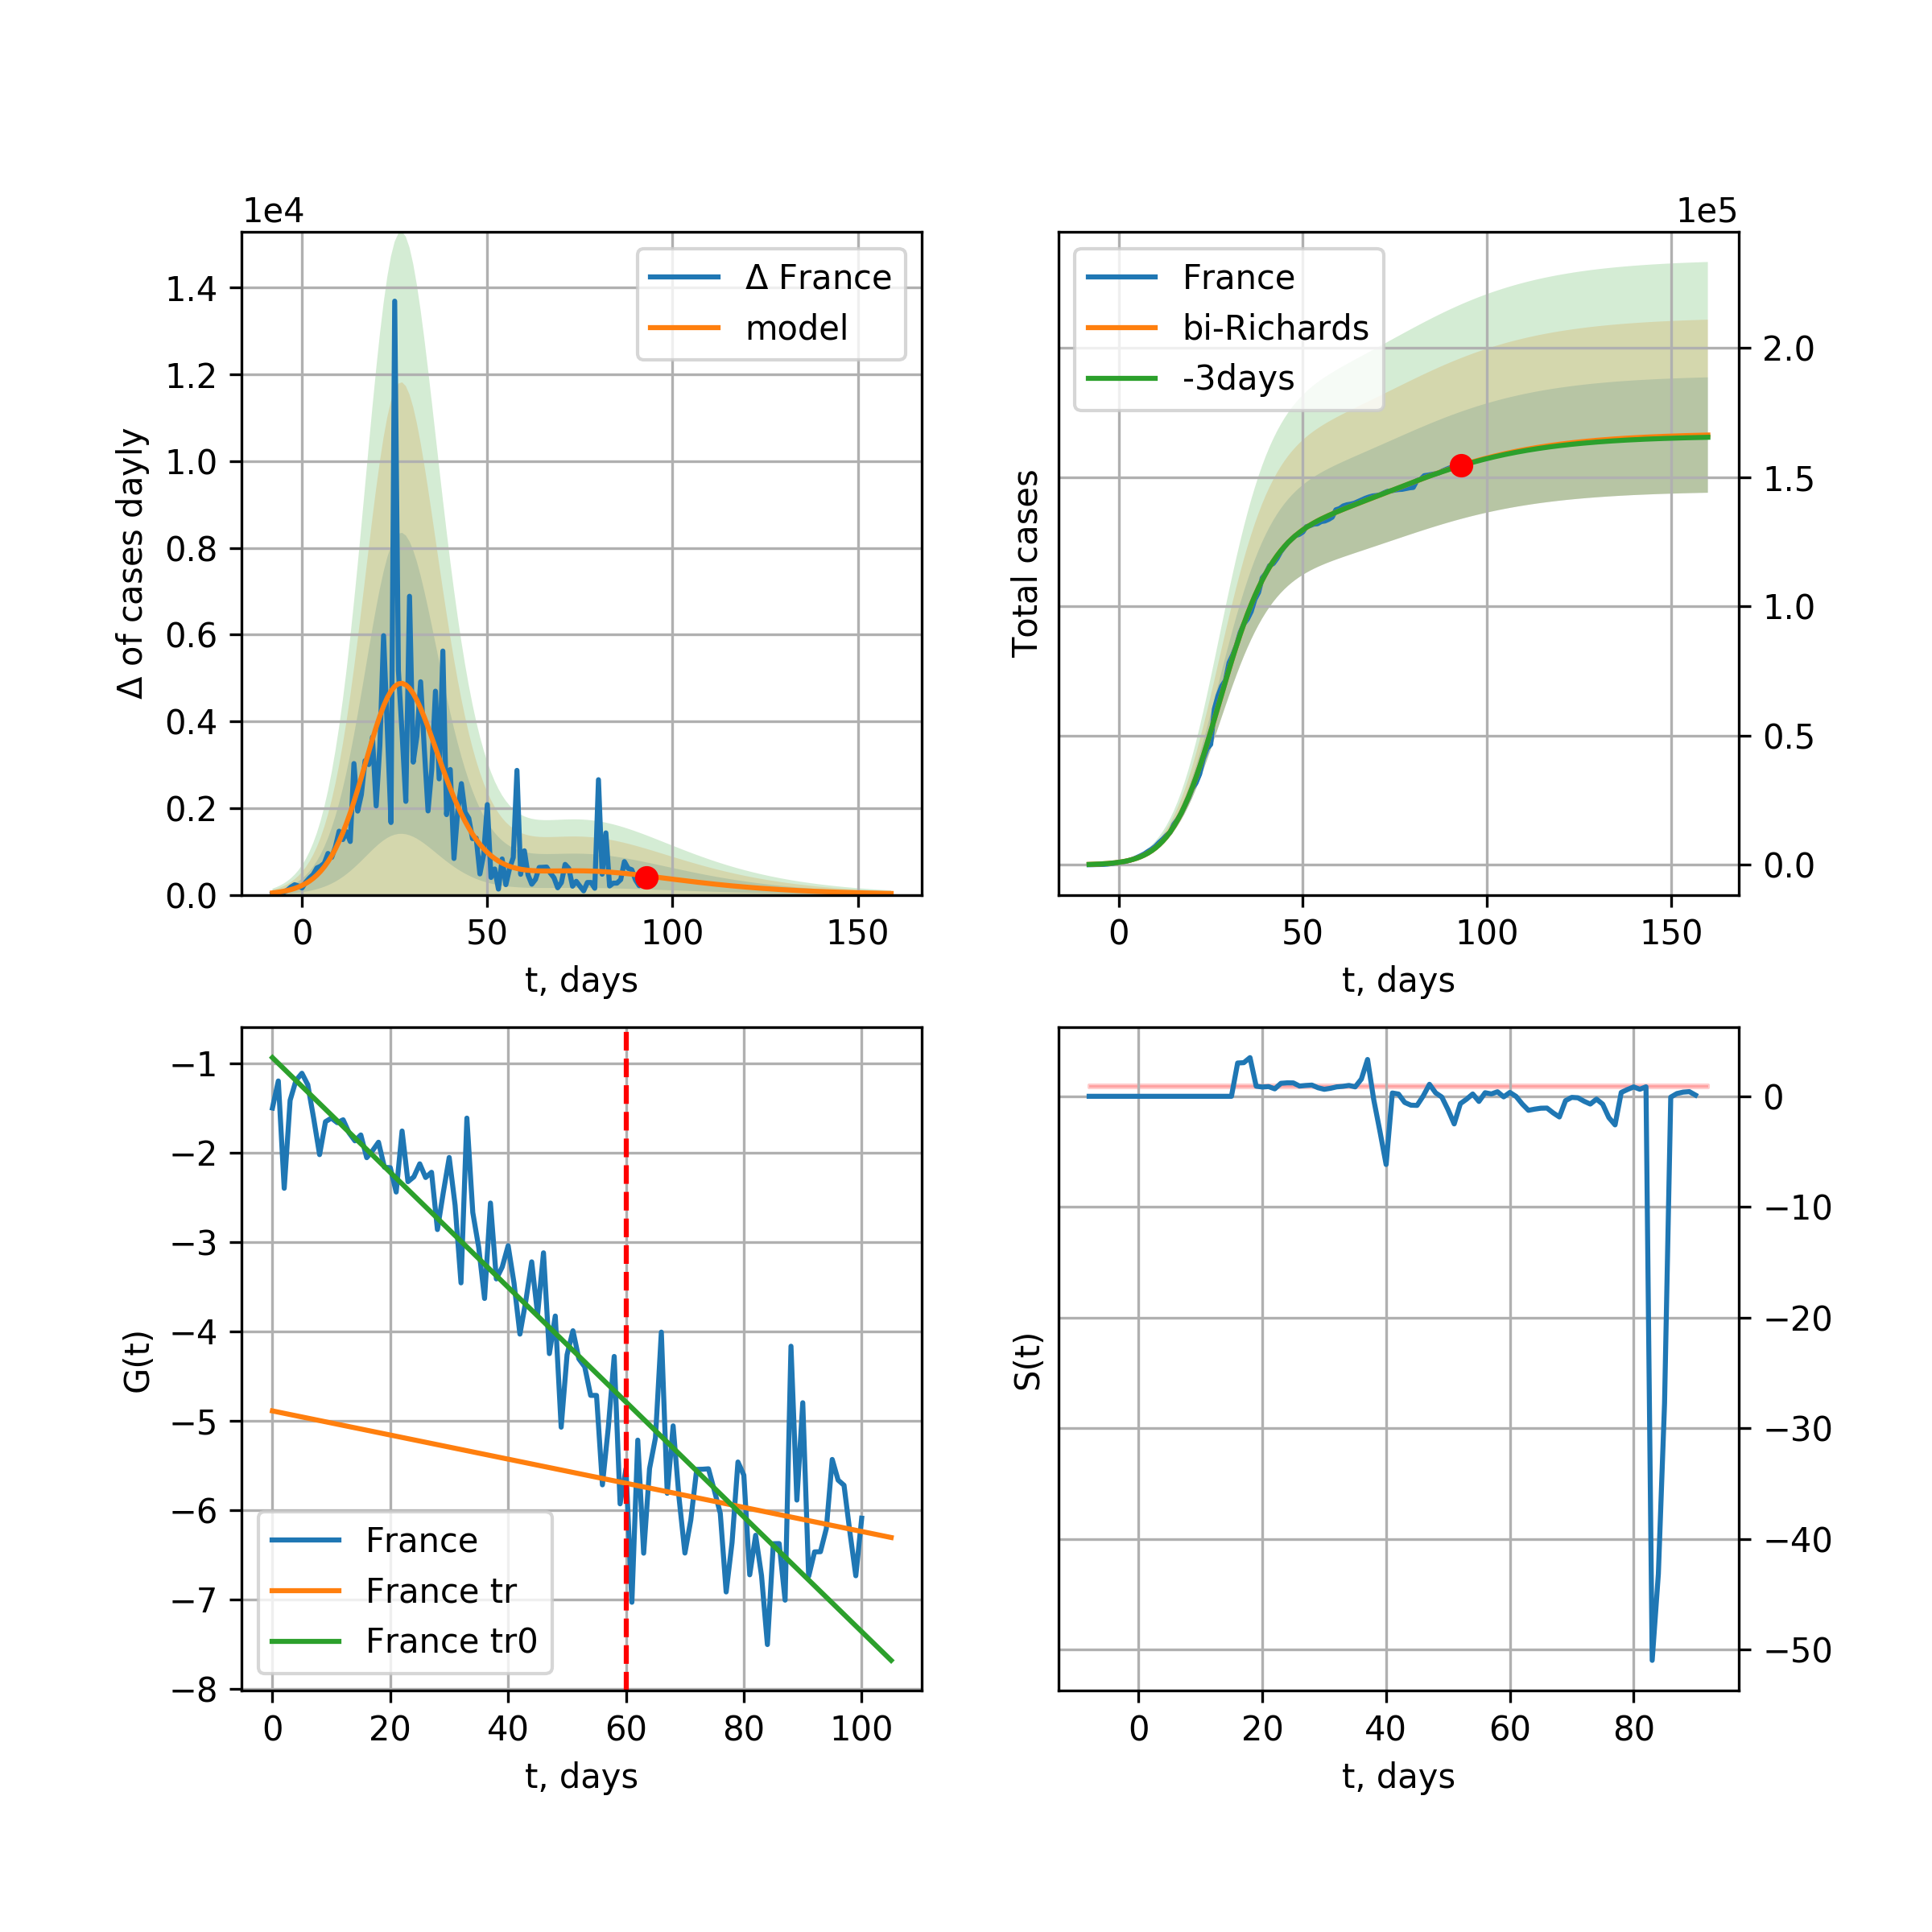 1e4
Δ of cases dayly
1.4
1.2
1.0
0.8
0.6
0.4
0.2
0.0
0 50 100 150
t, days
Δ France
model
1e5
Total cases
2.0
1.5
1.0
0.5
0.0
0 50 100 150
t, days
France
bi-Richards
-3days
G(t)
−1
−2
−3
−4
−5
−6
−7
−8
0 20 40 60 80 100
t, days
France
France tr
France tr0
S(t)
0
−10
−20
−30
−40
−50
0 20 40 60 80
t, days